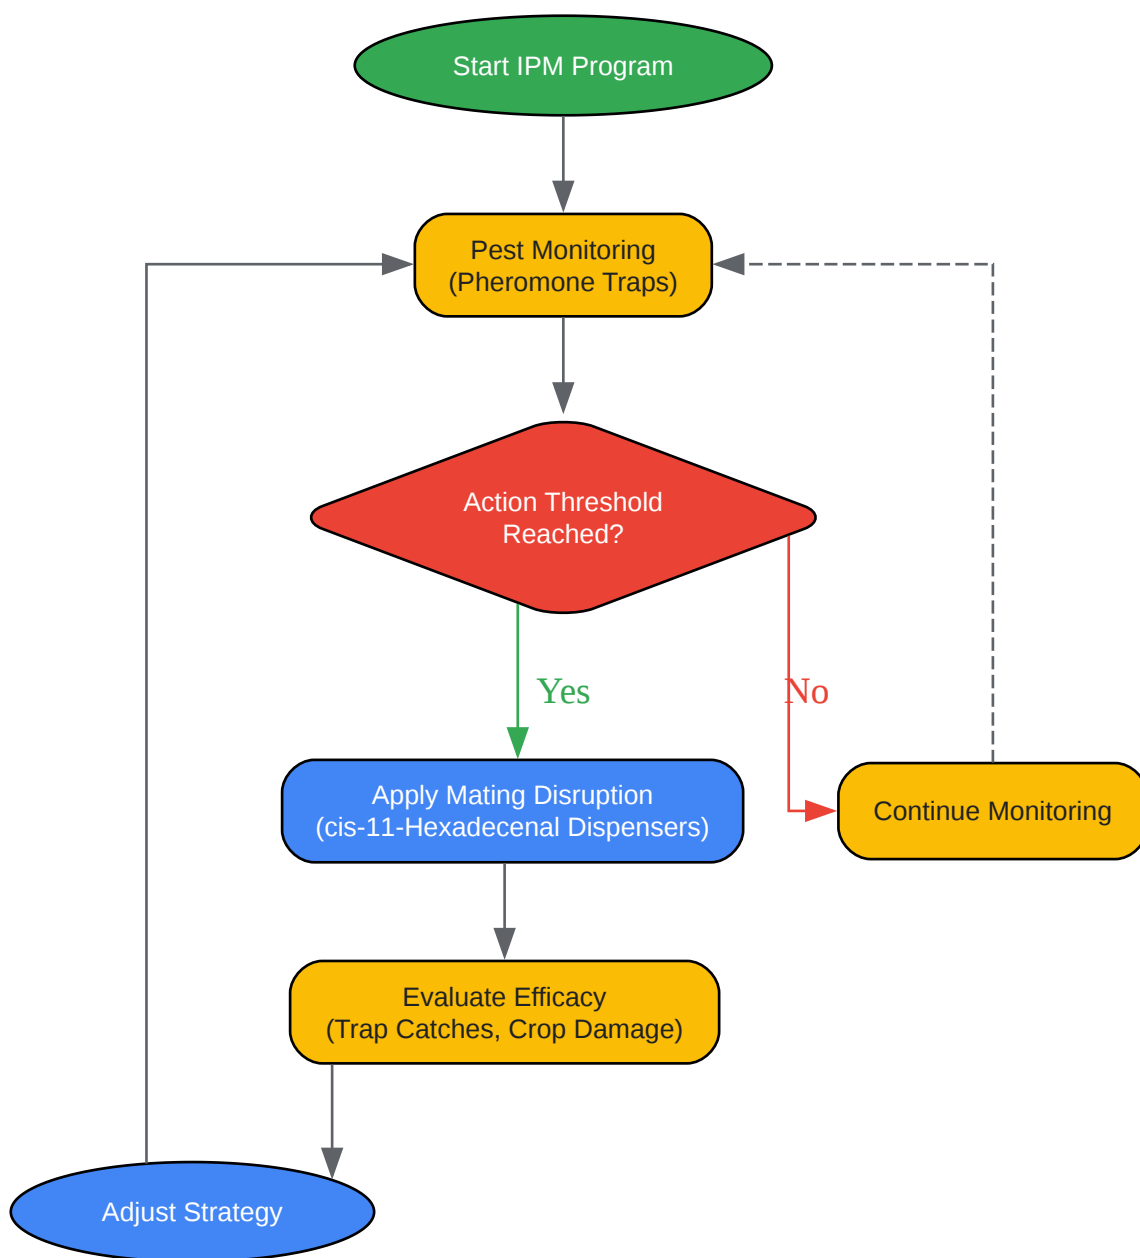 Start IPM Program
Pest Monitoring
(Pheromone Traps)
Action Threshold
Reached?
Yes
No
Apply Mating Disruption
(cis-11-Hexadecenal Dispensers)
Continue Monitoring
Evaluate Efficacy
(Trap Catches, Crop Damage)
Adjust Strategy